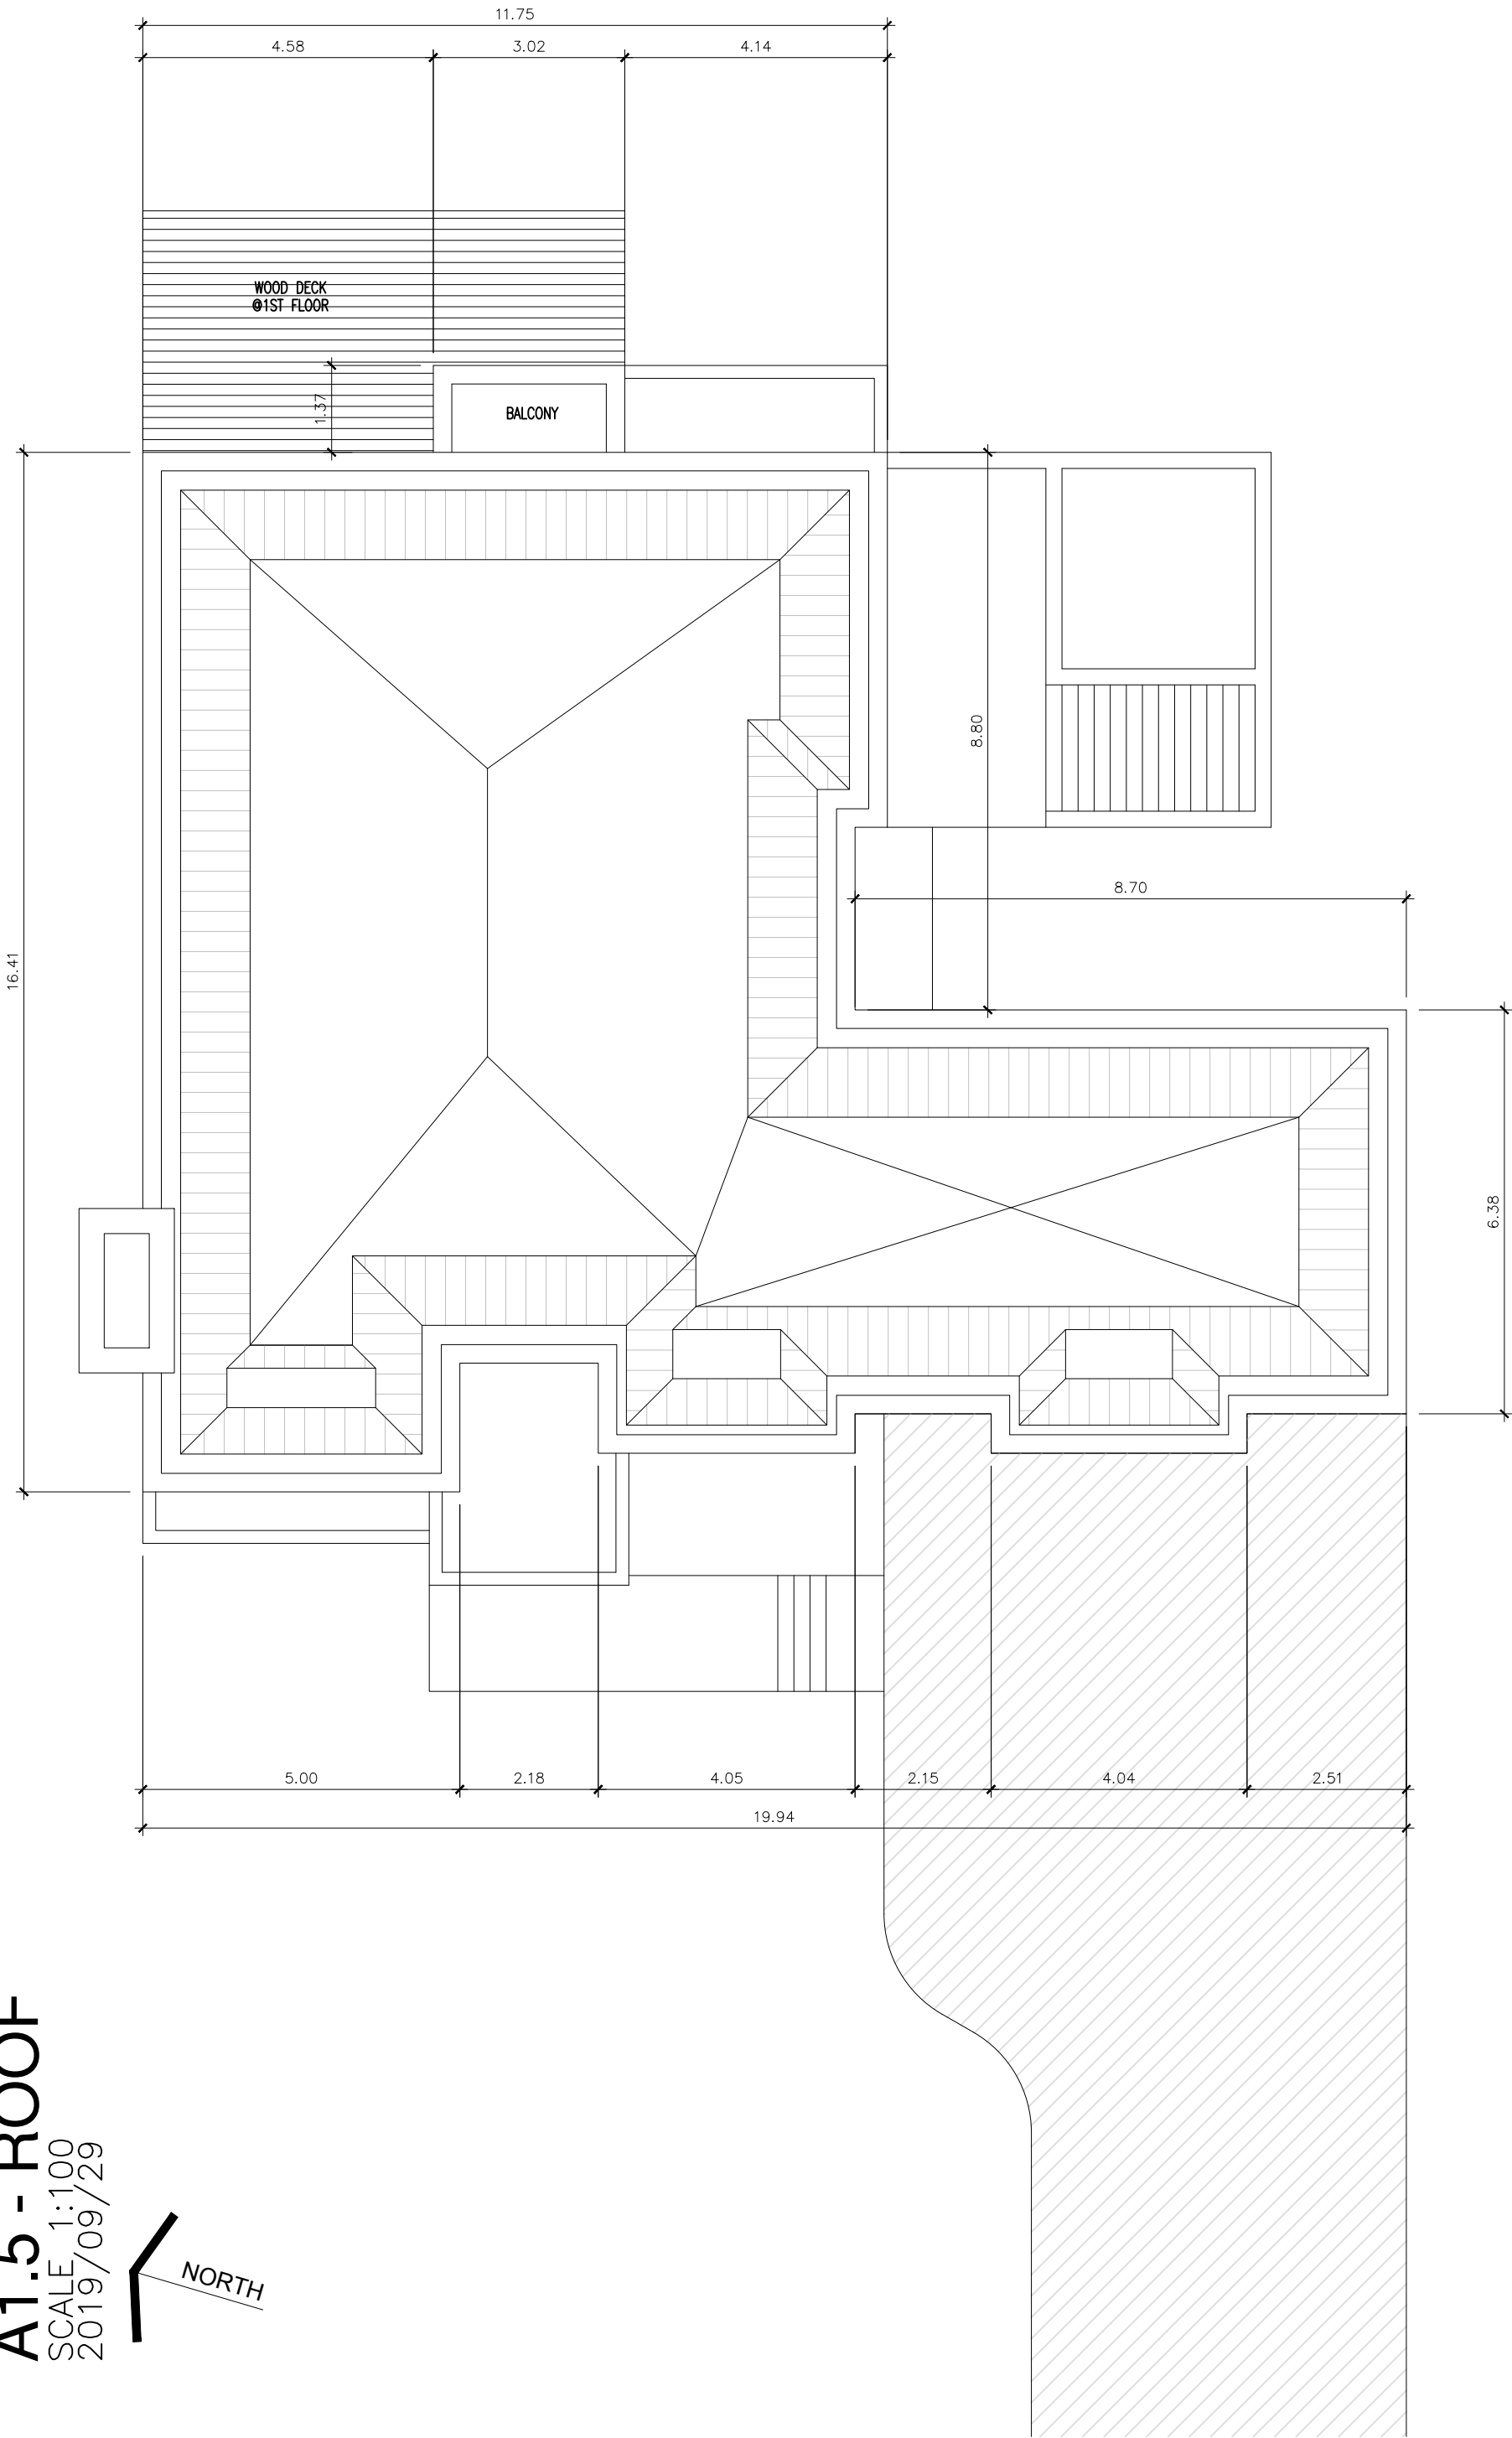 11.75
4.58
3.02
4.14
WOOD DECK
@1ST FLOOR
1.37
BALCONY
8.80
8.70
16.41
6.38
5.00
2.18
4.05
2.15
4.04
2.51
19.94
A1.5 - ROOF
SCALE 1:100
2019/09/29
NORTH